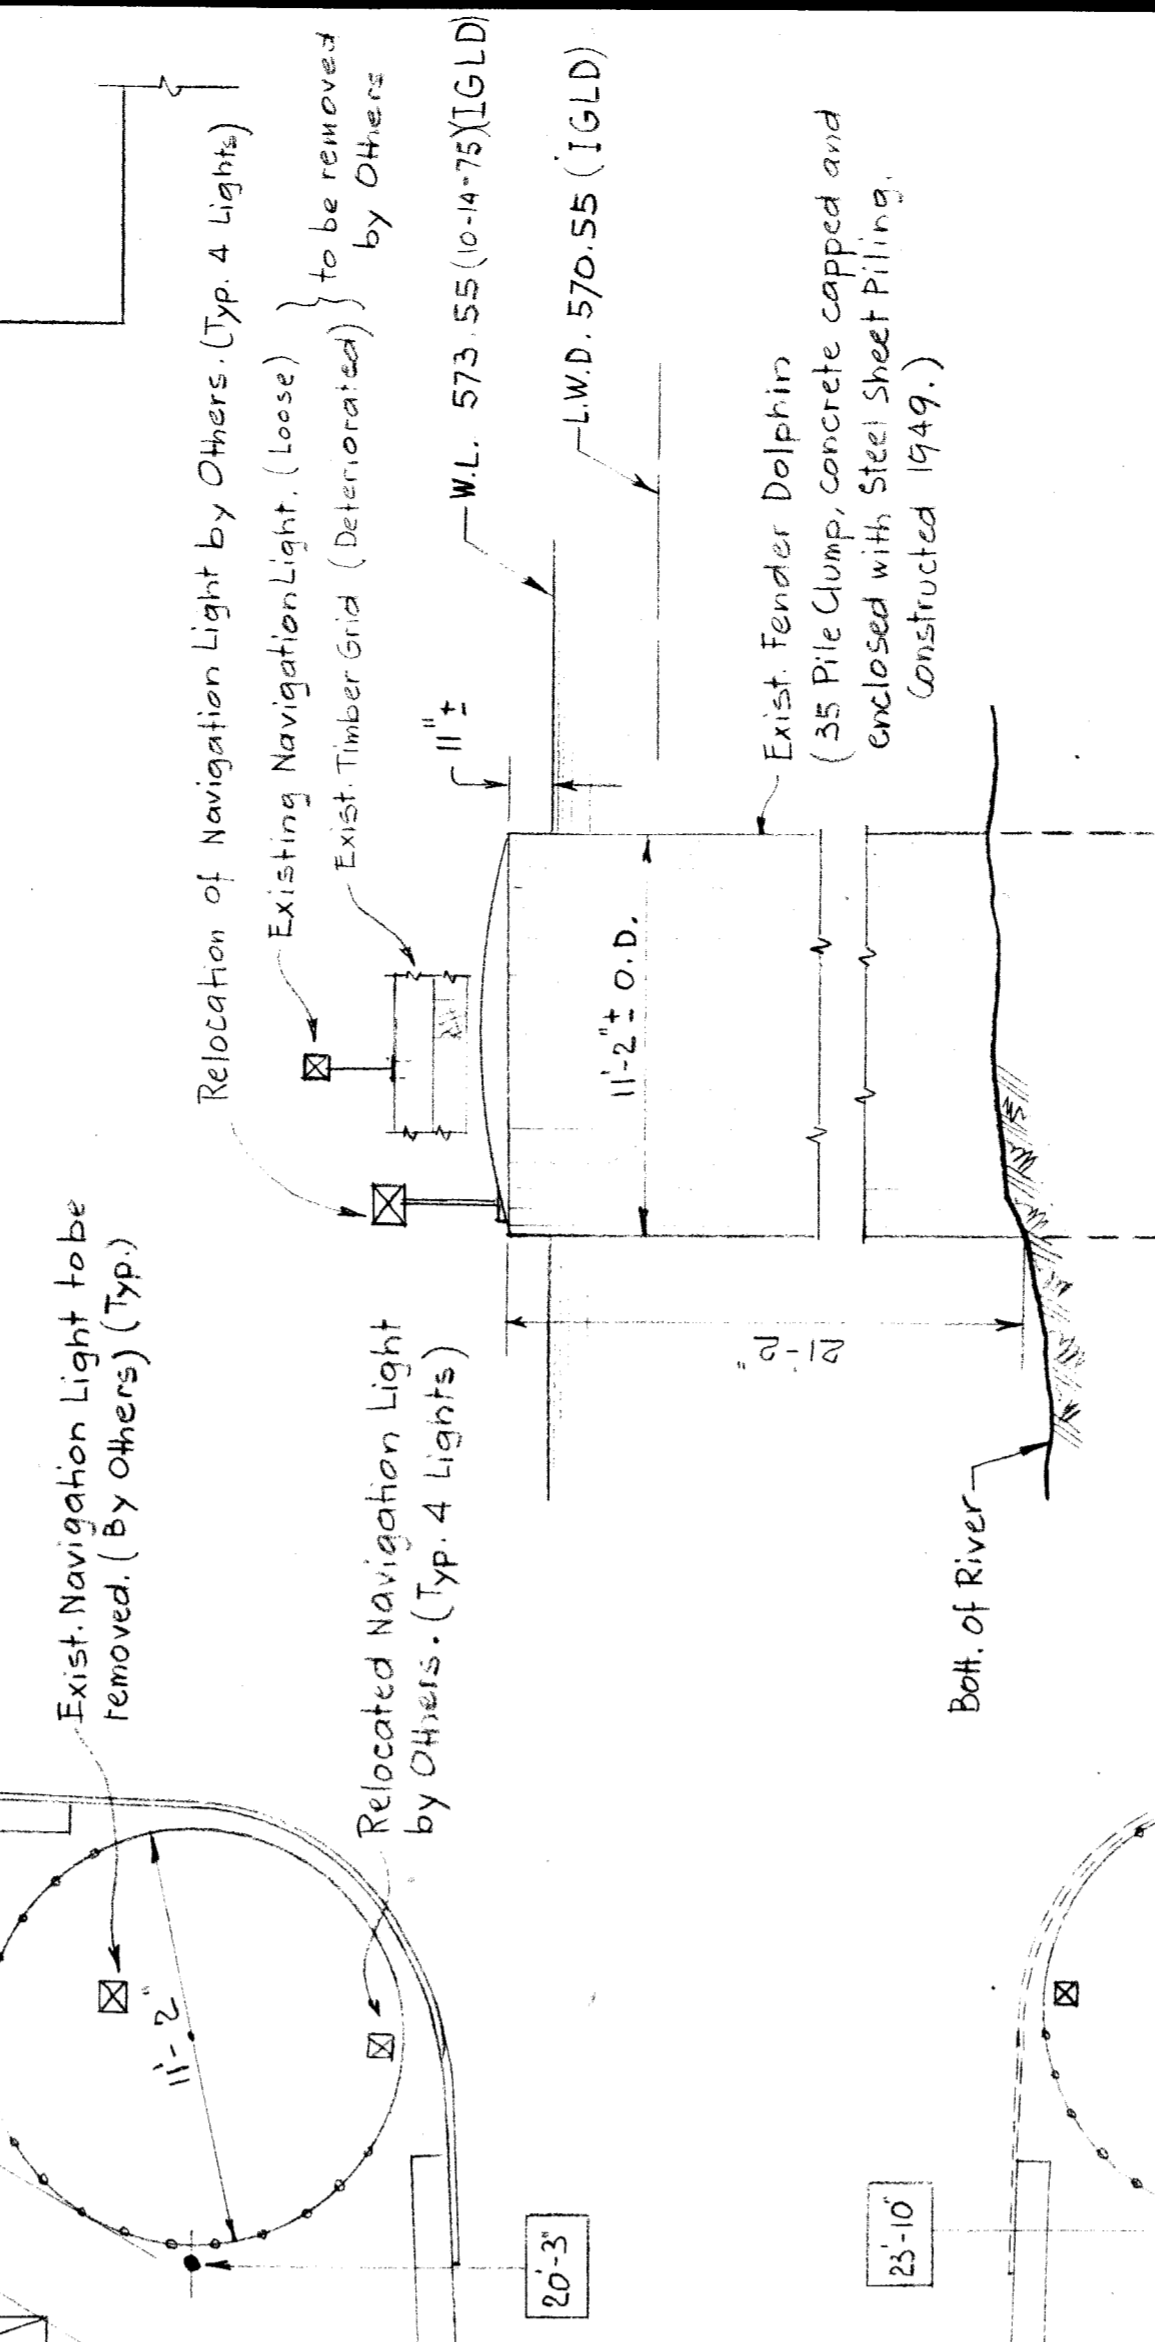 Relocation of Navigation Light by Others. (Typ. 4 Lights)
Existing Navigation Light. (Loose)
Exist. Timber Grid (Deteriorated)
to be removed
by Others
11"±
W.L. 573.55 (10-14-75)(IGLD)
L.W.D. 570.55 (IGLD)
11'-2"± O.D.
Exist. Fender Dolphin
(35 Pile Clump, concrete capped and
enclosed with Steel Sheet Piling.
Constructed 1949.)
21'-2"
Bott. of River
Exist. Navigation Light to be
removed. (By Others) (Typ.)
Relocated Navigation Light
by Others. (Typ. 4 Lights)
11'-2"
20'-3"
23'-10"